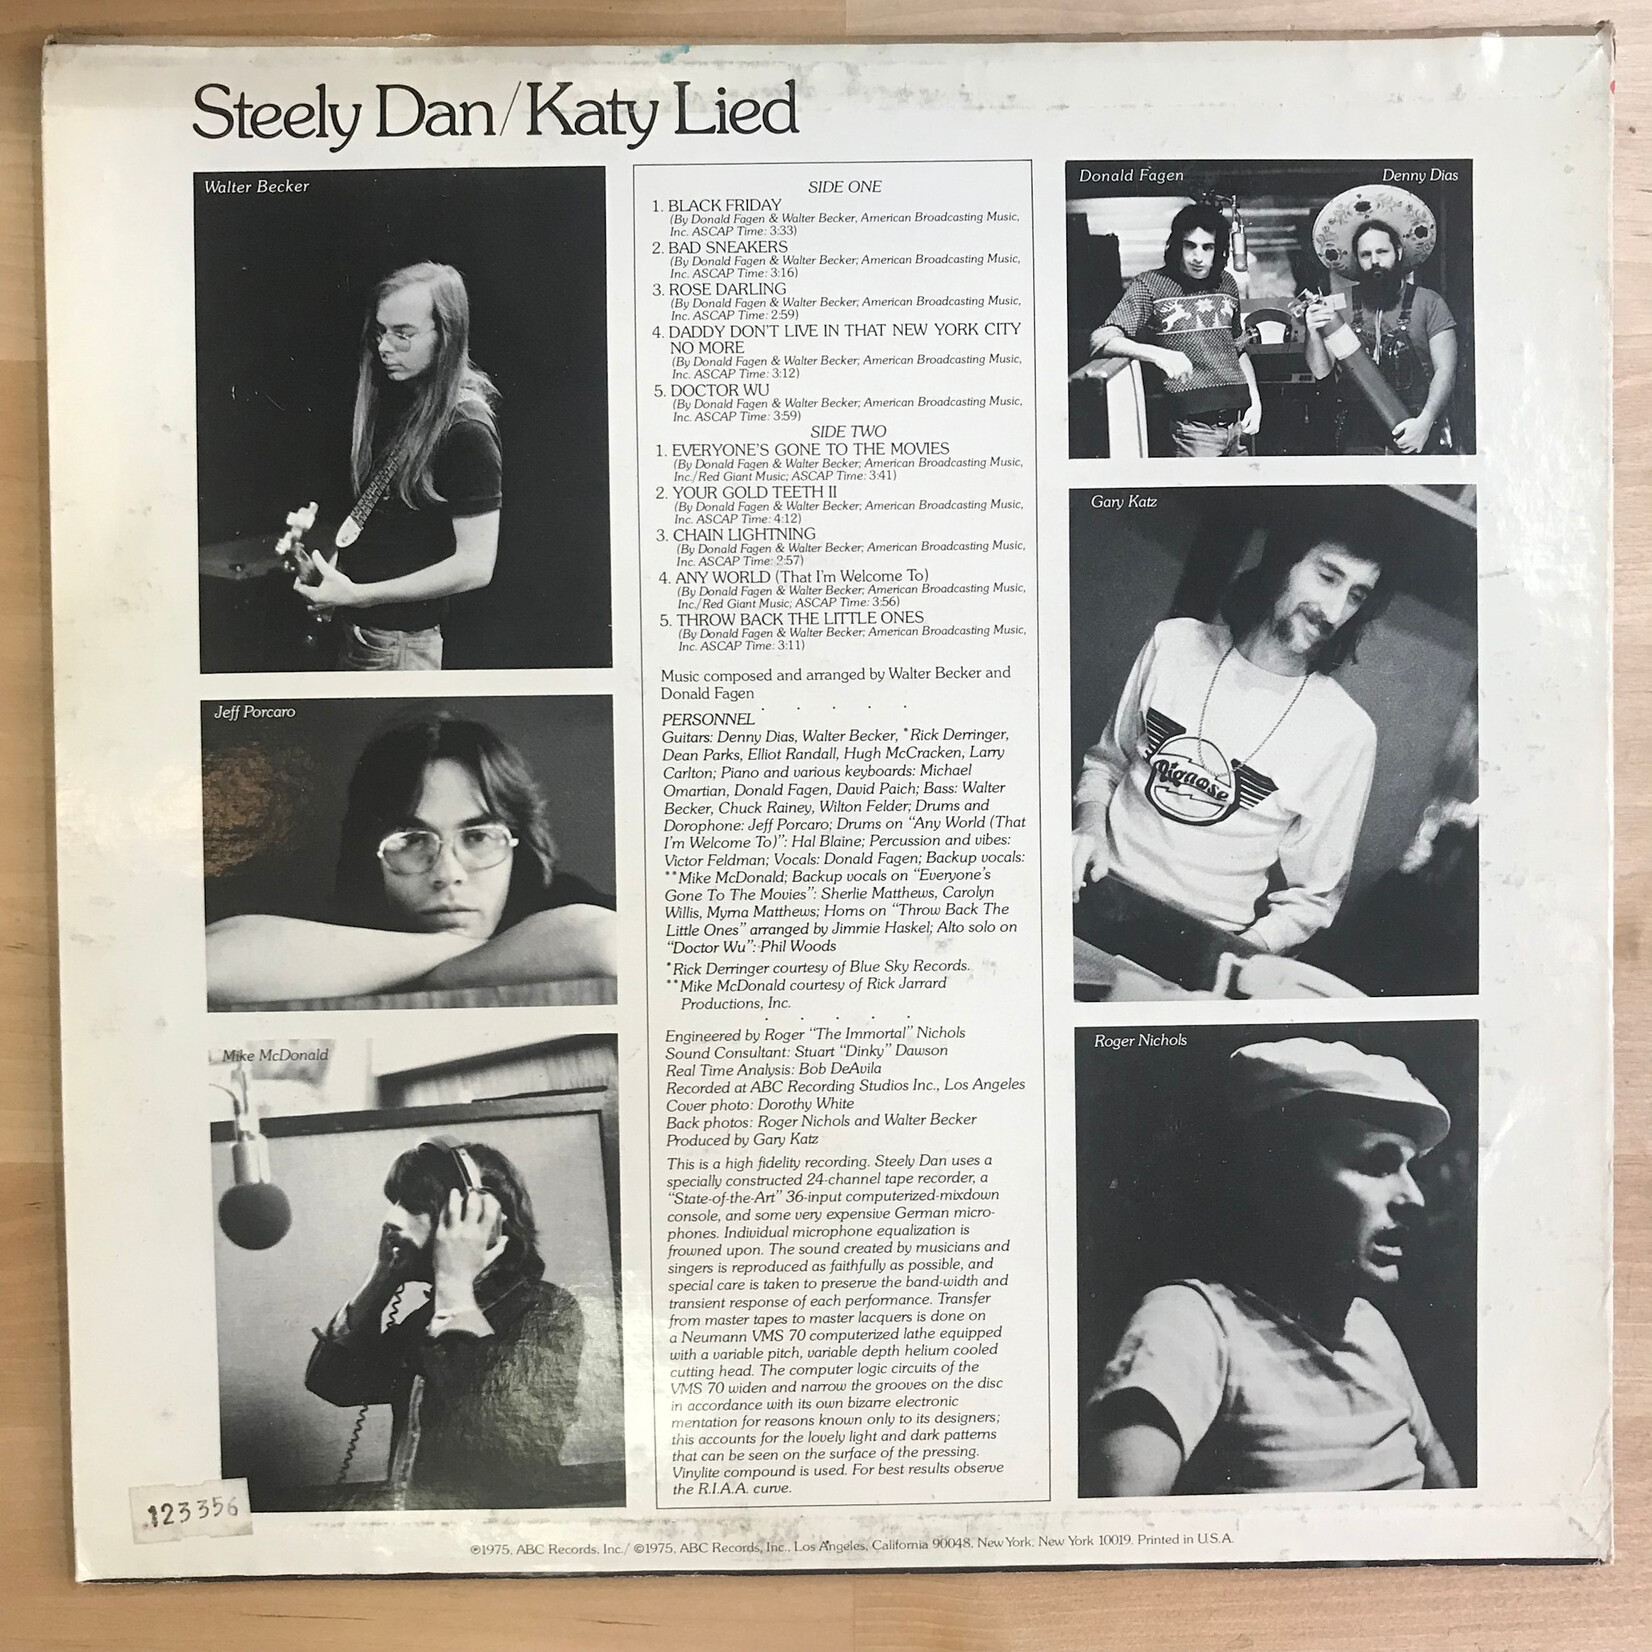 Steely Dan/Katy Lied
Walter Becker
Jeff Porcaro
Mike McDonald
SIDE ONE
1. BLACK FRIDAY
(By Donald Fagen & Walter Becker, American Broadcasting Music,
Inc. ASCAP Time: 3:33)
2. BAD SNEAKERS
(By Donald Fagen & Walter Becker; American Broadcasting Music,
Inc. ASCAP Time: 3:16)
3. ROSE DARLING
(By Donald Fagen & Walter Becker; American Broadcasting Music,
Inc. ASCAP Time: 2:59)
4. DADDY DON'T LIVE IN THAT NEW YORK CITY
NO MORE
(By Donald Fagen & Walter Becker; American Broadcasting Music,
Inc. ASCAP Time: 3:12)
5. DOCTOR WU
(By Donald Fagen & Walter Becker; American Broadcasting Music,
Inc. ASCAP Time: 3:59)
SIDE TWO
1. EVERYONE'S GONE TO THE MOVIES
(By Donald Fagen & Walter Becker; American Broadcasting Music,
Inc./Red Giant Music; ASCAP Time: 3:41)
2. YOUR GOLD TEETH II
(By Donald Fagen & Walter Becker; American Broadcasting Music,
Inc. ASCAP Time: 4:12)
3. CHAIN LIGHTNING
(By Donald Fagen & Walter Becker; American Broadcasting Music,
Inc. ASCAP Time: 2:57)
4. ANY WORLD (That I'm Welcome To)
(By Donald Fagen & Walter Becker; American Broadcasting Music,
Inc./Red Giant Music; ASCAP Time: 3:56)
5. THROW BACK THE LITTLE ONES
(By Donald Fagen & Walter Becker; American Broadcasting Music,
Inc. ASCAP Time: 3:11)
Music composed and arranged by Walter Becker and
Donald Fagen
. . . . .
PERSONNEL
Guitars: Denny Dias, Walter Becker, *Rick Derringer,
Dean Parks, Elliot Randall, Hugh McCracken, Larry
Carlton; Piano and various keyboards: Michael
Omartian, Donald Fagen, David Paich; Bass: Walter
Becker, Chuck Rainey, Wilton Felder; Drums and
Dorophone: Jeff Porcaro; Drums on "Any World (That
I'm Welcome To)": Hal Blaine; Percussion and vibes:
Victor Feldman; Vocals: Donald Fagen; Backup vocals:
**Mike McDonald; Backup vocals on "Everyone's
Gone To The Movies": Sherlie Matthews, Carolyn
Willis, Myrna Matthews; Horns on "Throw Back The
Little Ones" arranged by Jimmie Haskel; Alto solo on
"Doctor Wu": Phil Woods
*Rick Derringer courtesy of Blue Sky Records.
**Mike McDonald courtesy of Rick Jarrard
Productions, Inc.
. . . . .
Engineered by Roger "The Immortal" Nichols
Sound Consultant: Stuart "Dinky" Dawson
Real Time Analysis: Bob DeAvila
Recorded at ABC Recording Studios Inc., Los Angeles
Cover photo: Dorothy White
Back photos: Roger Nichols and Walter Becker
Produced by Gary Katz
This is a high fidelity recording. Steely Dan uses a
specially constructed 24-channel tape recorder, a
"State-of-the-Art" 36-input computerized-mixdown
console, and some very expensive German micro-
phones. Individual microphone equalization is
frowned upon. The sound created by musicians and
singers is reproduced as faithfully as possible, and
special care is taken to preserve the band-width and
transient response of each performance. Transfer
from master tapes to master lacquers is done on
a Neumann VMS 70 computerized lathe equipped
with a variable pitch, variable depth helium cooled
cutting head. The computer logic circuits of the
VMS 70 widen and narrow the grooves on the disc
in accordance with its own bizarre electronic
mentation for reasons known only to its designers;
this accounts for the lovely light and dark patterns
that can be seen on the surface of the pressing.
Vinylite compound is used. For best results observe
the R.I.A.A. curve.
Donald Fagen
Denny Dias
Gary Katz
Dignose
Roger Nichols
123356
℗1975, ABC Records, Inc./ ©1975, ABC Records, Inc., Los Angeles, California 90048, New York, New York 10019. Printed in U.S.A.